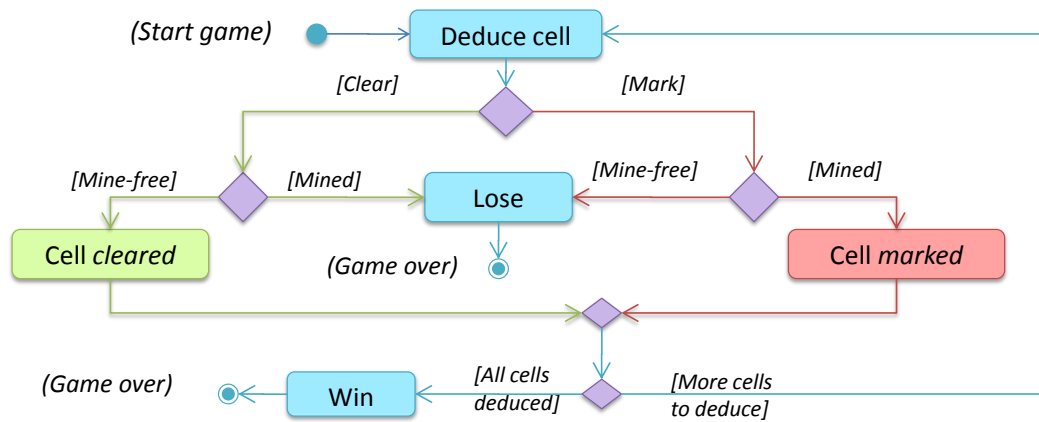 (Start game)
Deduce cell
[Clear]
[Mark]
[Mine-free]
[Mined]
Lose
[Mine-free]
[Mined]
Cell cleared
(Game over)
Cell marked
(Game over)
Win
[All cells
deduced]
[More cells
to deduce]